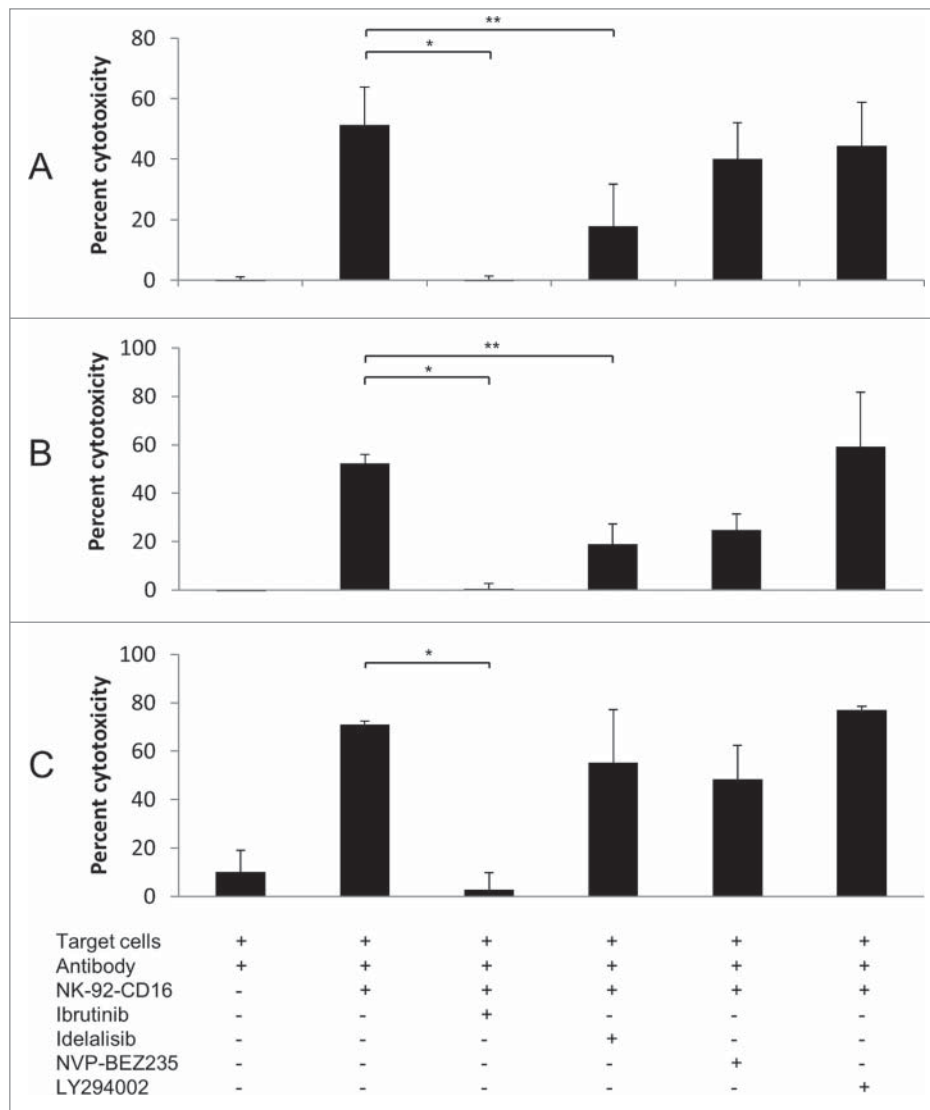 **
*
80
60
40
20
0
Percent cytotoxicity
A
**
*
100
80
60
40
20
0
Percent cytotoxicity
B
*
100
80
60
40
20
0
Percent cytotoxicity
C
Target cells + + + + + +
Antibody + + + + + +
NK-92-CD16 - + + + + +
Ibrutinib - - + - - -
Idelalisib - - - + - -
NVP-BEZ235 - - - - + -
LY294002 - - - - - +